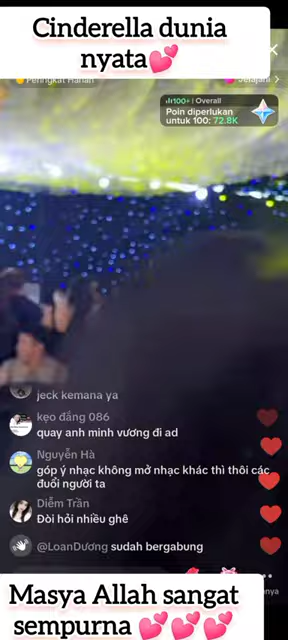 Cinderella dunia
nyata💕
Peringkat Harian
Jelajahi
100+ | Overall
Poin diperlukan
untuk 100: 72.8K
jeck kemana ya
kẹo đắng 086
quay anh minh vương đi ad
Nguyễn Hà
góp ý nhạc không mở nhạc khác thì thôi các
đuổi người ta
Diễm Trần
Đòi hỏi nhiều ghê
@LoanDương sudah bergabung
Masya Allah sangat
sempurna 💕💕💕